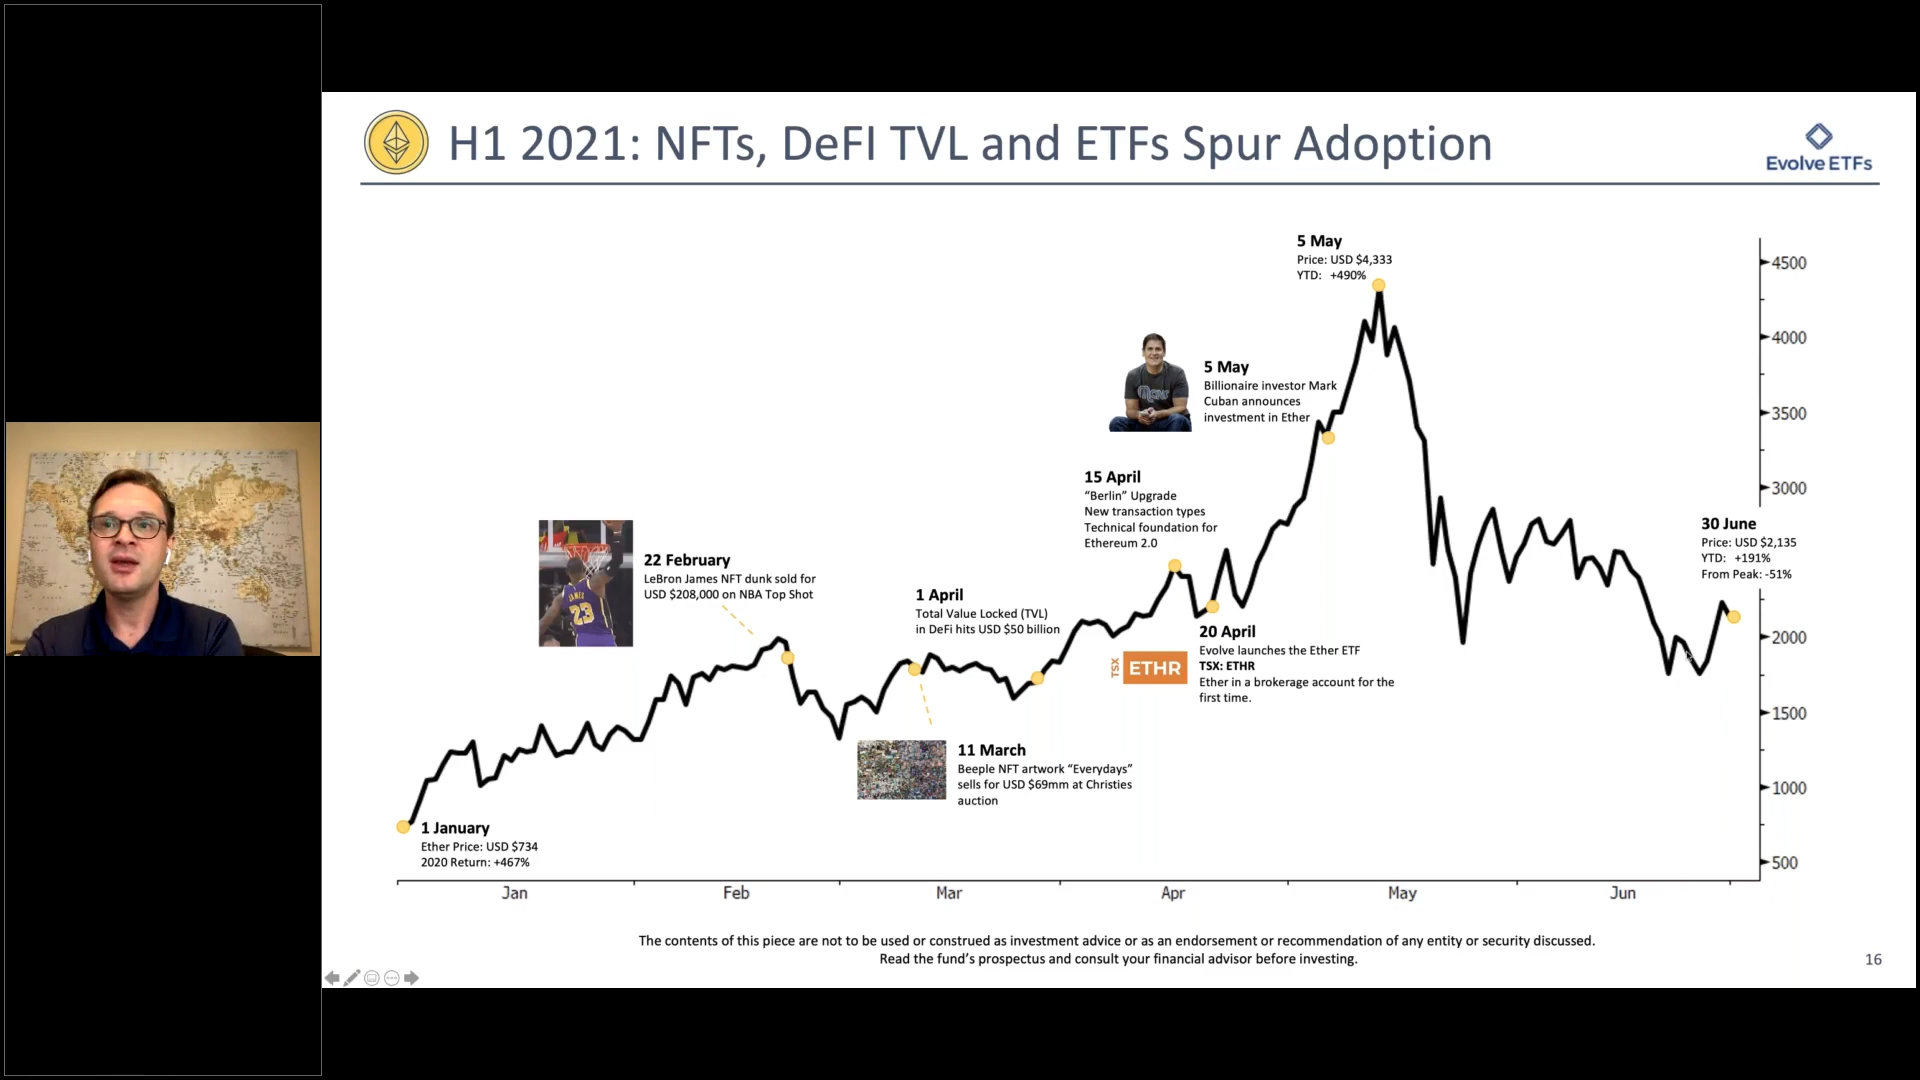 H1 2021: NFTs, DeFI TVL and ETFs Spur Adoption
Evolve ETFs
5 May
Price: USD $4,333
YTD: +490%
5 May
Billionaire investor Mark
Cuban announces
investment in Ether
15 April
“Berlin” Upgrade
New transaction types
Technical foundation for
Ethereum 2.0
30 June
Price: USD $2,135
YTD: +191%
From Peak: -51%
22 February
LeBron James NFT dunk sold for
USD $208,000 on NBA Top Shot
JAMES
23
1 April
Total Value Locked (TVL)
in DeFi hits USD $50 billion
20 April
Evolve launches the Ether ETF
TSX: ETHR
Ether in a brokerage account for the
first time.
TSX
ETHR
11 March
Beeple NFT artwork “Everydays”
sells for USD $69mm at Christies
auction
1 January
Ether Price: USD $734
2020 Return: +467%
4500
4000
3500
3000
2000
1500
1000
500
Jan
Feb
Mar
Apr
May
Jun
The contents of this piece are not to be used or construed as investment advice or as an endorsement or recommendation of any entity or security discussed.
Read the fund’s prospectus and consult your financial advisor before investing.
16